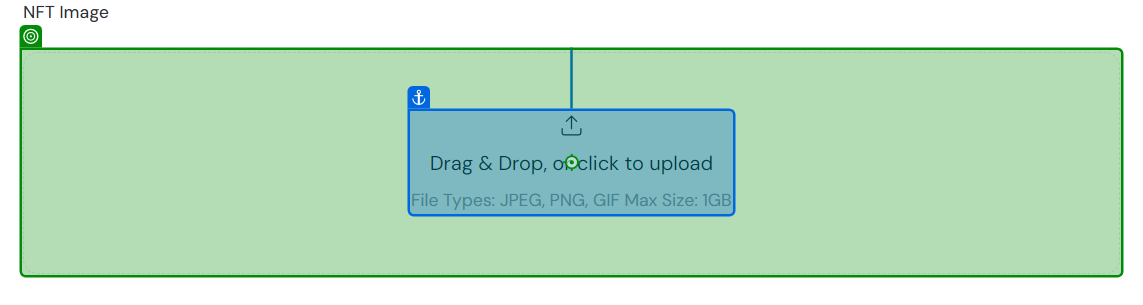 NFT Image
Drag & Drop, or click to upload
File Types: JPEG, PNG, GIF Max Size: 1GB